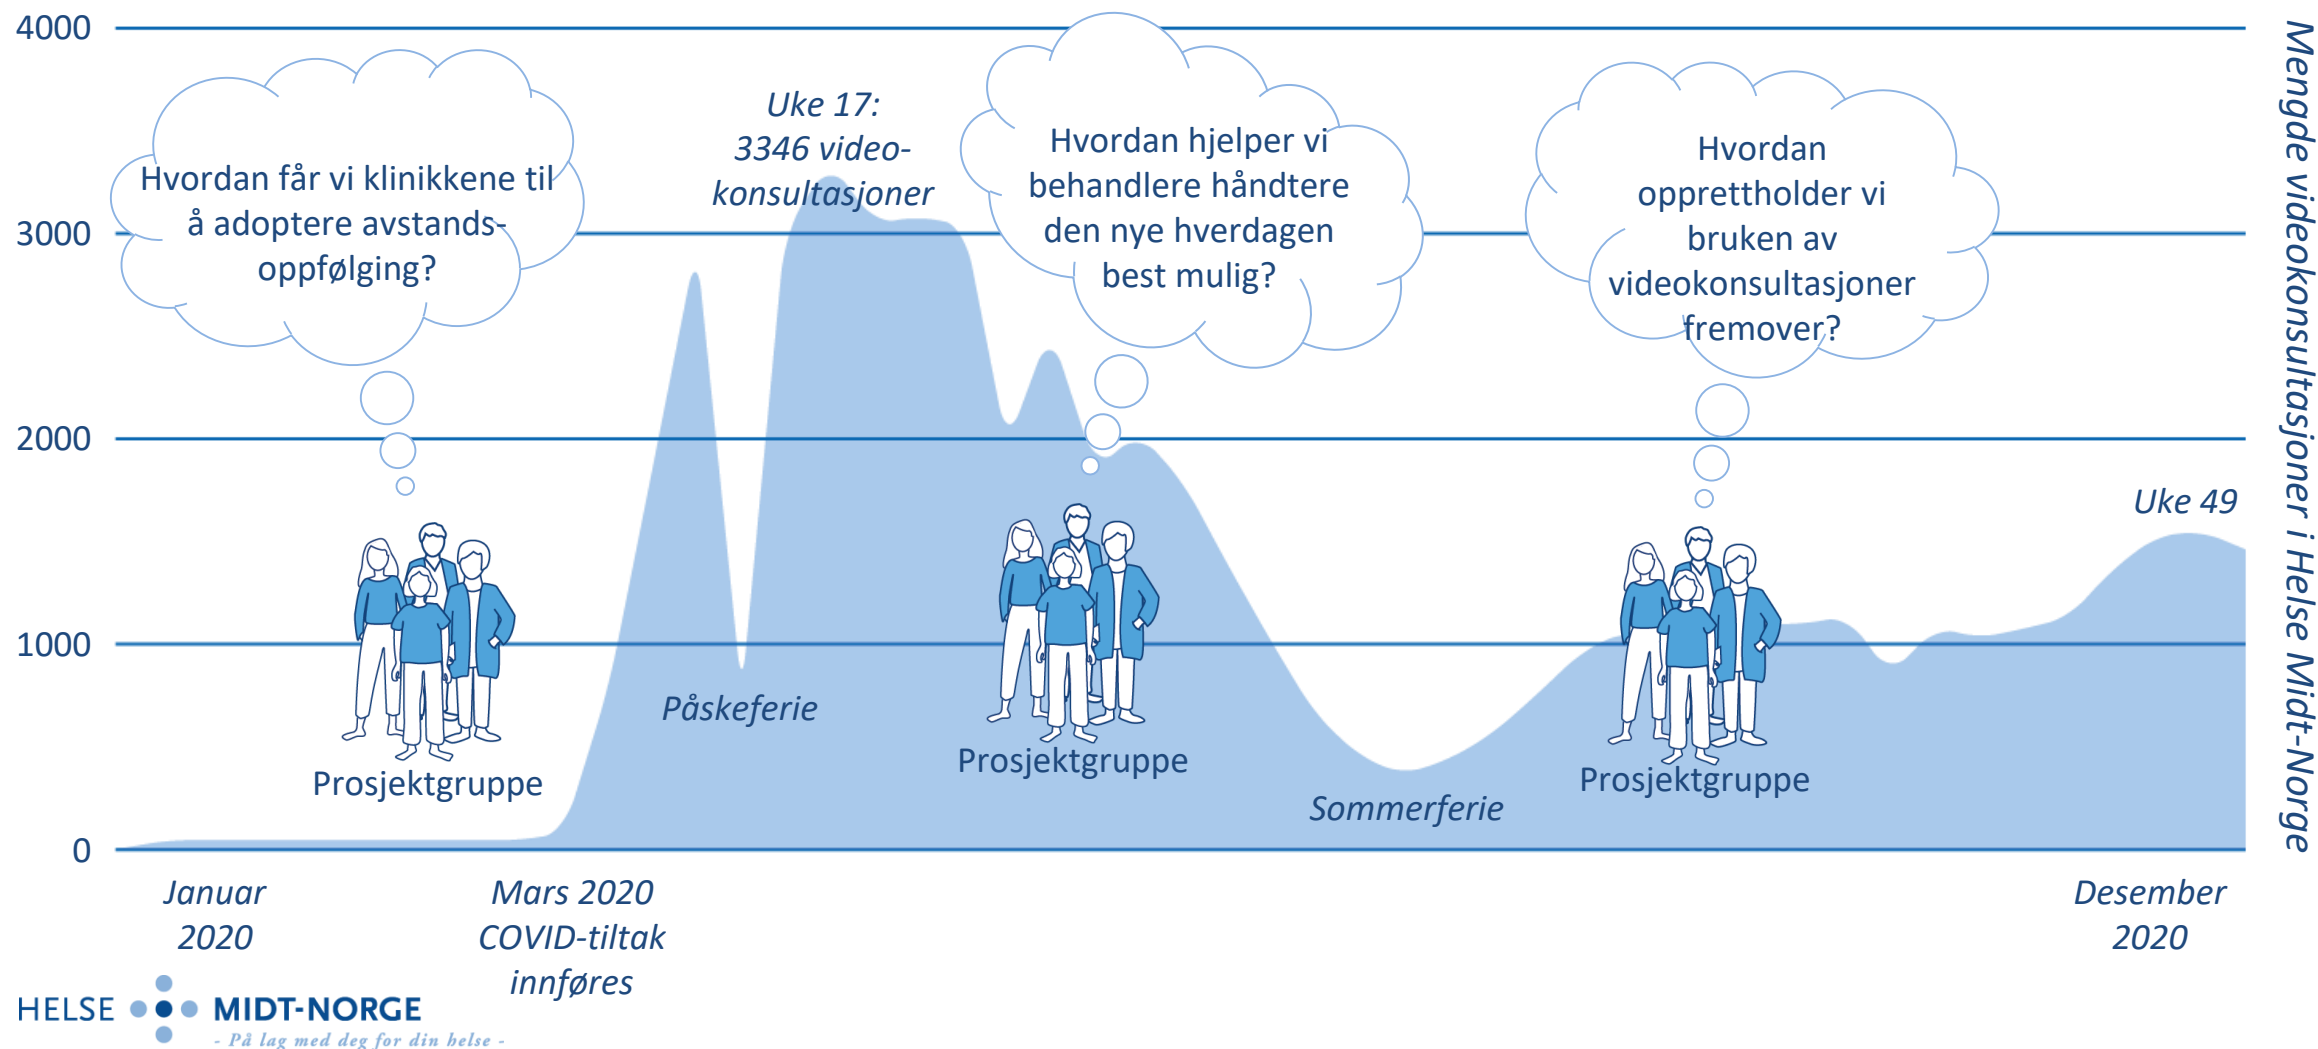 4000
3000
2000
1000
0
Hvordan får vi klinikkene til
å adoptere avstands-
oppfølging?
Prosjektgruppe
Uke 17:
3346 video-
konsultasjoner
Påskeferie
Hvordan hjelper vi
behandlere håndtere
den nye hverdagen
best mulig?
Prosjektgruppe
Sommerferie
Hvordan
opprettholder vi
bruken av
videokonsultasjoner
fremover?
Prosjektgruppe
Uke 49
Mengde videokonsultasjoner i Helse Midt-Norge
Januar
2020
Mars 2020
COVID-tiltak
innføres
Desember
2020
HELSE MIDT-NORGE
- På lag med deg for din helse -